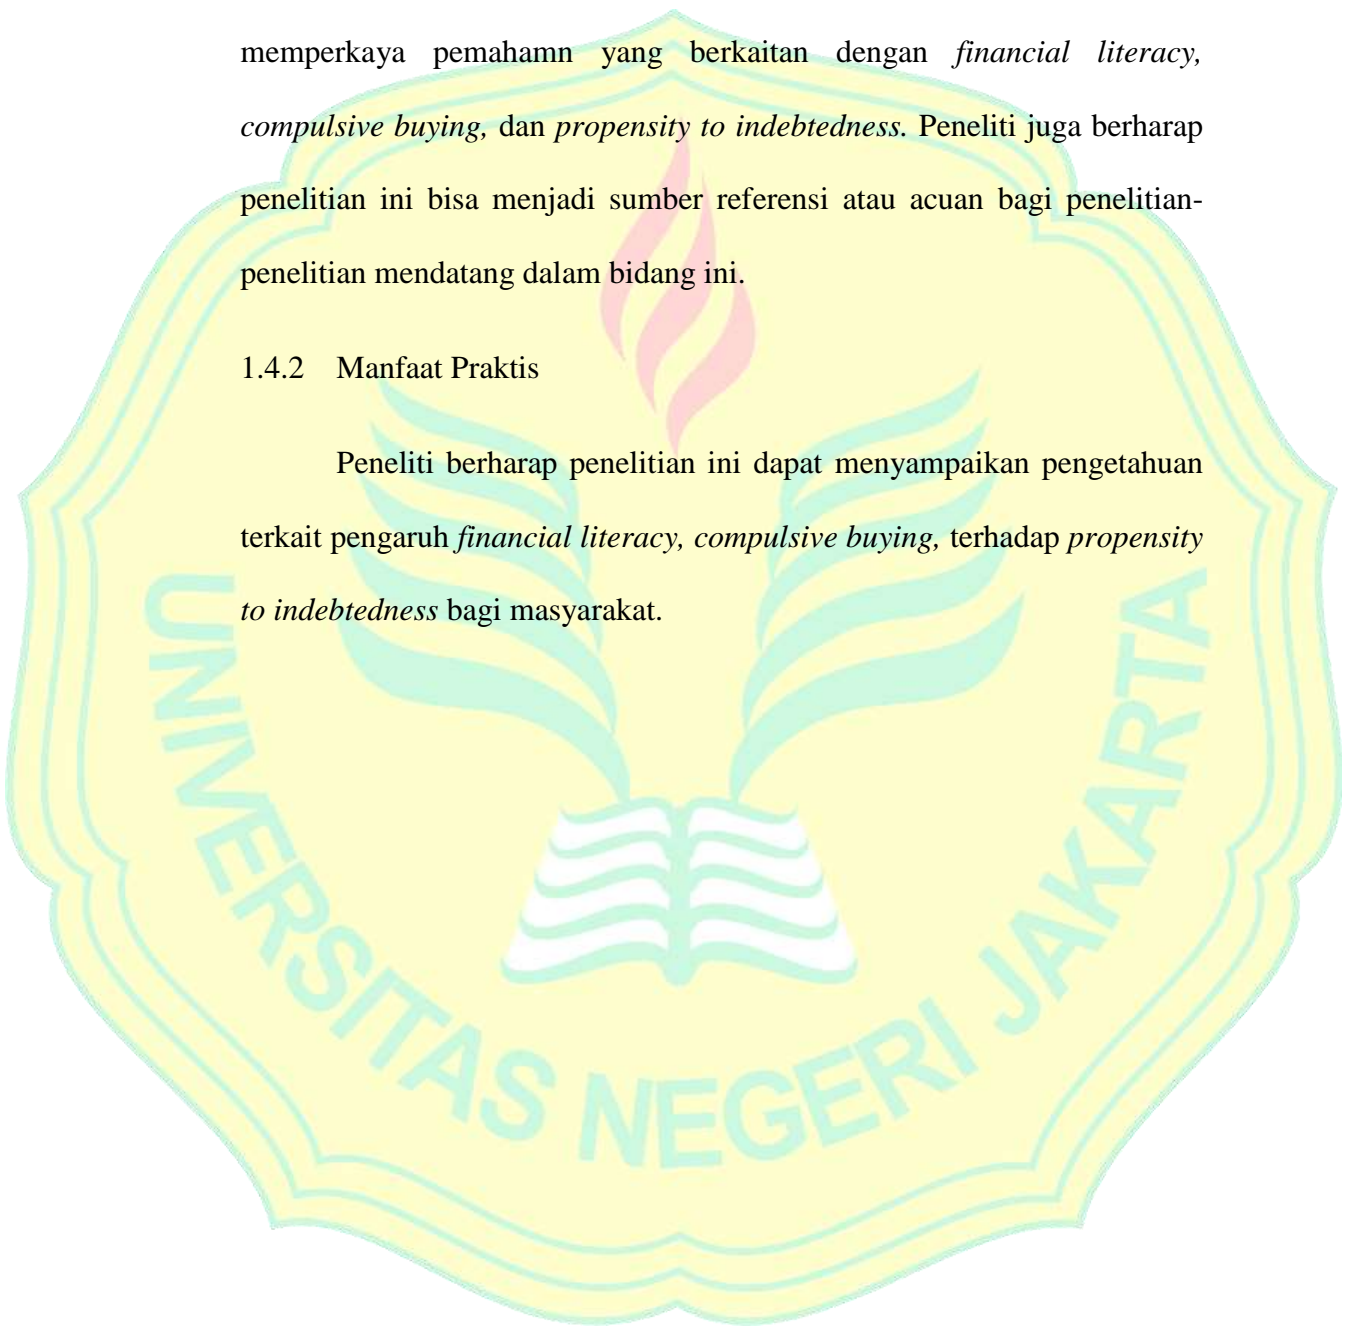 memperkaya pemahamn yang berkaitan dengan financial literacy,
compulsive buying, dan propensity to indebtedness. Peneliti juga berharap
penelitian ini bisa menjadi sumber referensi atau acuan bagi penelitian-
penelitian mendatang dalam bidang ini.
1.4.2 Manfaat Praktis
Peneliti berharap penelitian ini dapat menyampaikan pengetahuan
terkait pengaruh financial literacy, compulsive buying, terhadap propensity
to indebtedness bagi masyarakat.
UNIVERSITAS NEGERI JAKARTA